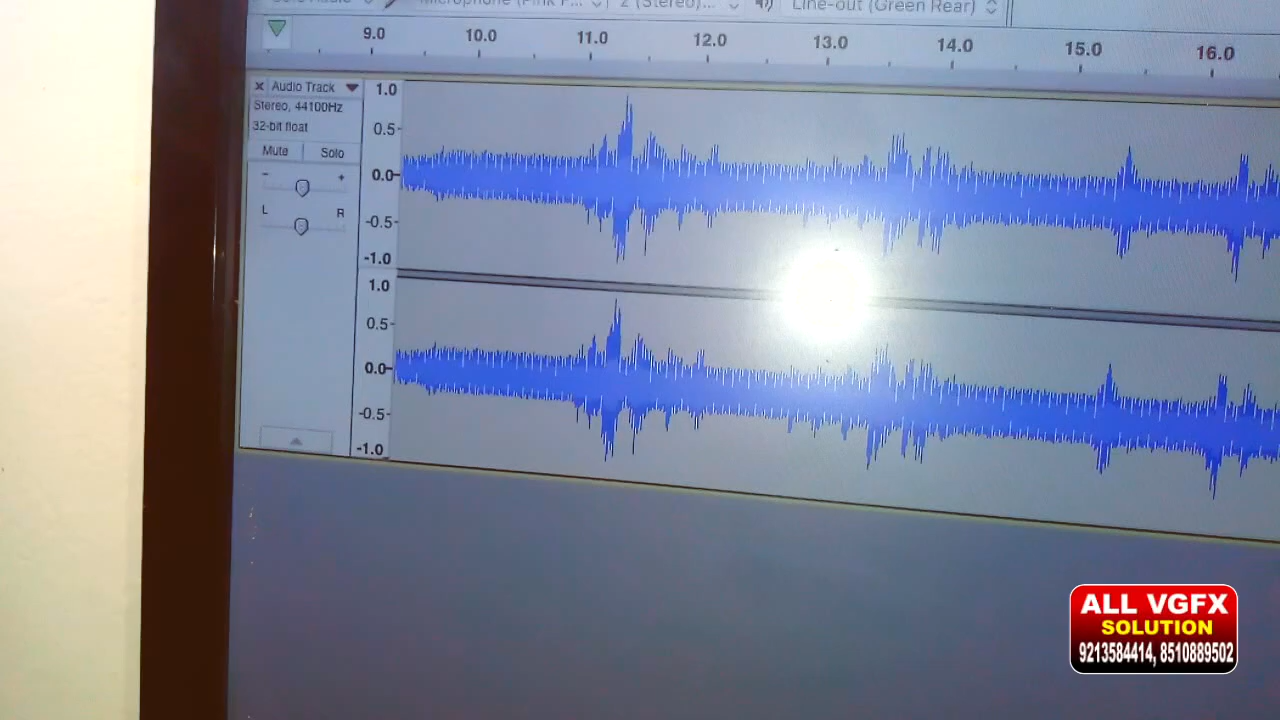 2 (Stereo)...
Line-out (Green Rear)
9.0 10.0 11.0 12.0 13.0 14.0 15.0 16.0
Audio Track
Stereo, 44100Hz
32-bit float
Mute Solo
- +
L R
1.0
0.5-
0.0-
-0.5-
-1.0
1.0
0.5-
0.0-
-0.5-
-1.0
ALL VGFX
SOLUTION
9213584414, 8510889502